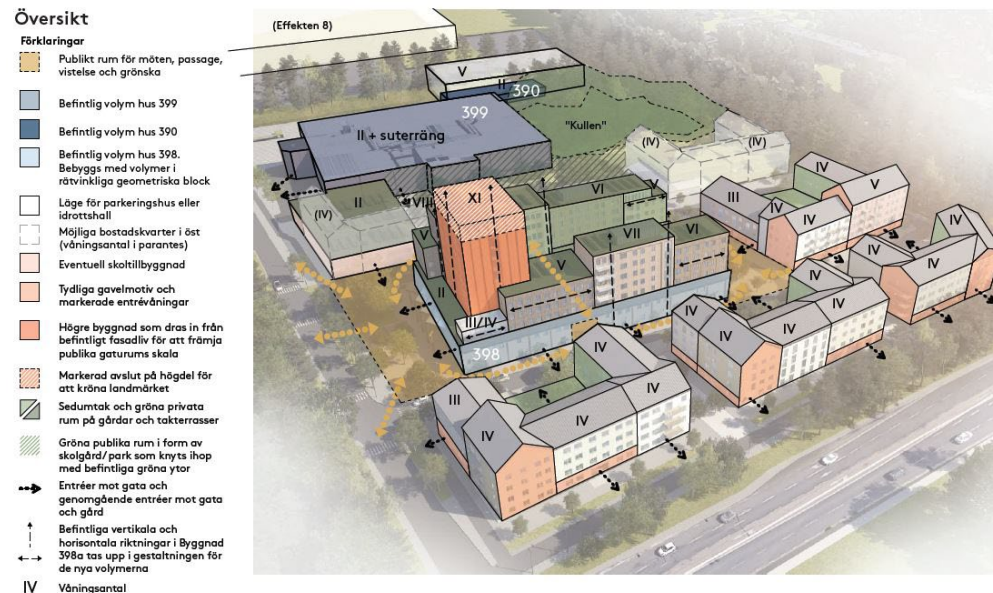 Översikt
Förklaringar
Publikt rum för möten, passage,
vistelse och grönska
Befintlig volym hus 399
Befintlig volym hus 390
Befintlig volym hus 398.
Bebyggs med volymer i
rätvinkliga geometriska block
Läge för parkeringshus eller
idrottshall
Möjliga bostadskvarter i öst
(våningsantal i parantes)
Eventuell skoltillbyggnad
Tydliga gavelmotiv och
markerade entrévåningar
Högre byggnad som dras in från
befintligt fasadliv för att främja
publika gaturums skala
Markerad avslut på högdel för
att kröna landmärket
Sedumtak och gröna privata
rum på gårdar och takterrasser
Gröna publika rum i form av
skolgård/park som knyts ihop
med befintliga gröna ytor
Entréer mot gata och
genomgående entréer mot gata
och gård
Befintliga vertikala och
horisontala riktningar i Byggnad
398a tas upp i gestaltningen för
de nya volymerna
IV Våningsantal
(Effekten 8)
V
II
390
399
II + suterräng
"Kullen"
(IV)
(IV)
IV
V
III
IV
IV
II
(IV)
VIII
XI
VI
V
V
VII
VI
V
II
III/IV
398
IV
IV
IV
IV
IV
IV
IV
IV
IV
IV
III
IV
IV
IV